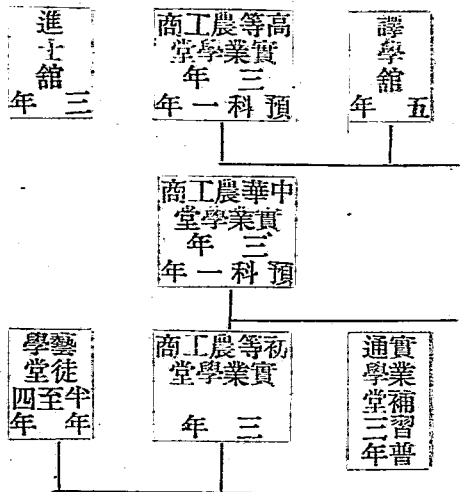 譯學館
五年
高等農工商
實業學堂
三年
預科一年
進士館
三年
中華農工商
實業學堂
三年
預科一年
實業補習普
通學堂三年
初等農工商
實業學堂
三年
藝徒
學堂
半年
至
四年